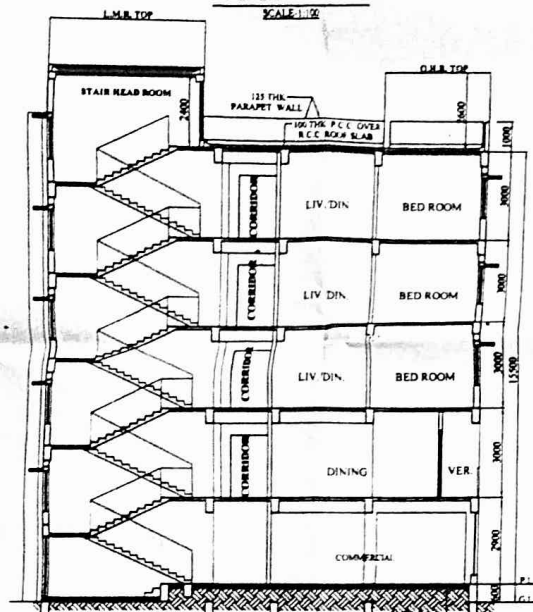 SCALE-1:100
L.M.R. TOP
O.H.R. TOP
STAIR HEAD ROOM
2400
125 THK
PARAPET WALL
100 THK P.C.C. OVER
R.C.C ROOF SLAB
2600
1000
CORRIDOR
LIV./DIN.
BED ROOM
3000
CORRIDOR
LIV./DIN.
BED ROOM
3000
CORRIDOR
LIV./DIN.
BED ROOM
3000
15500
CORRIDOR
DINING
VER.
3000
COMMERCIAL
2900
P.L
600
G.L